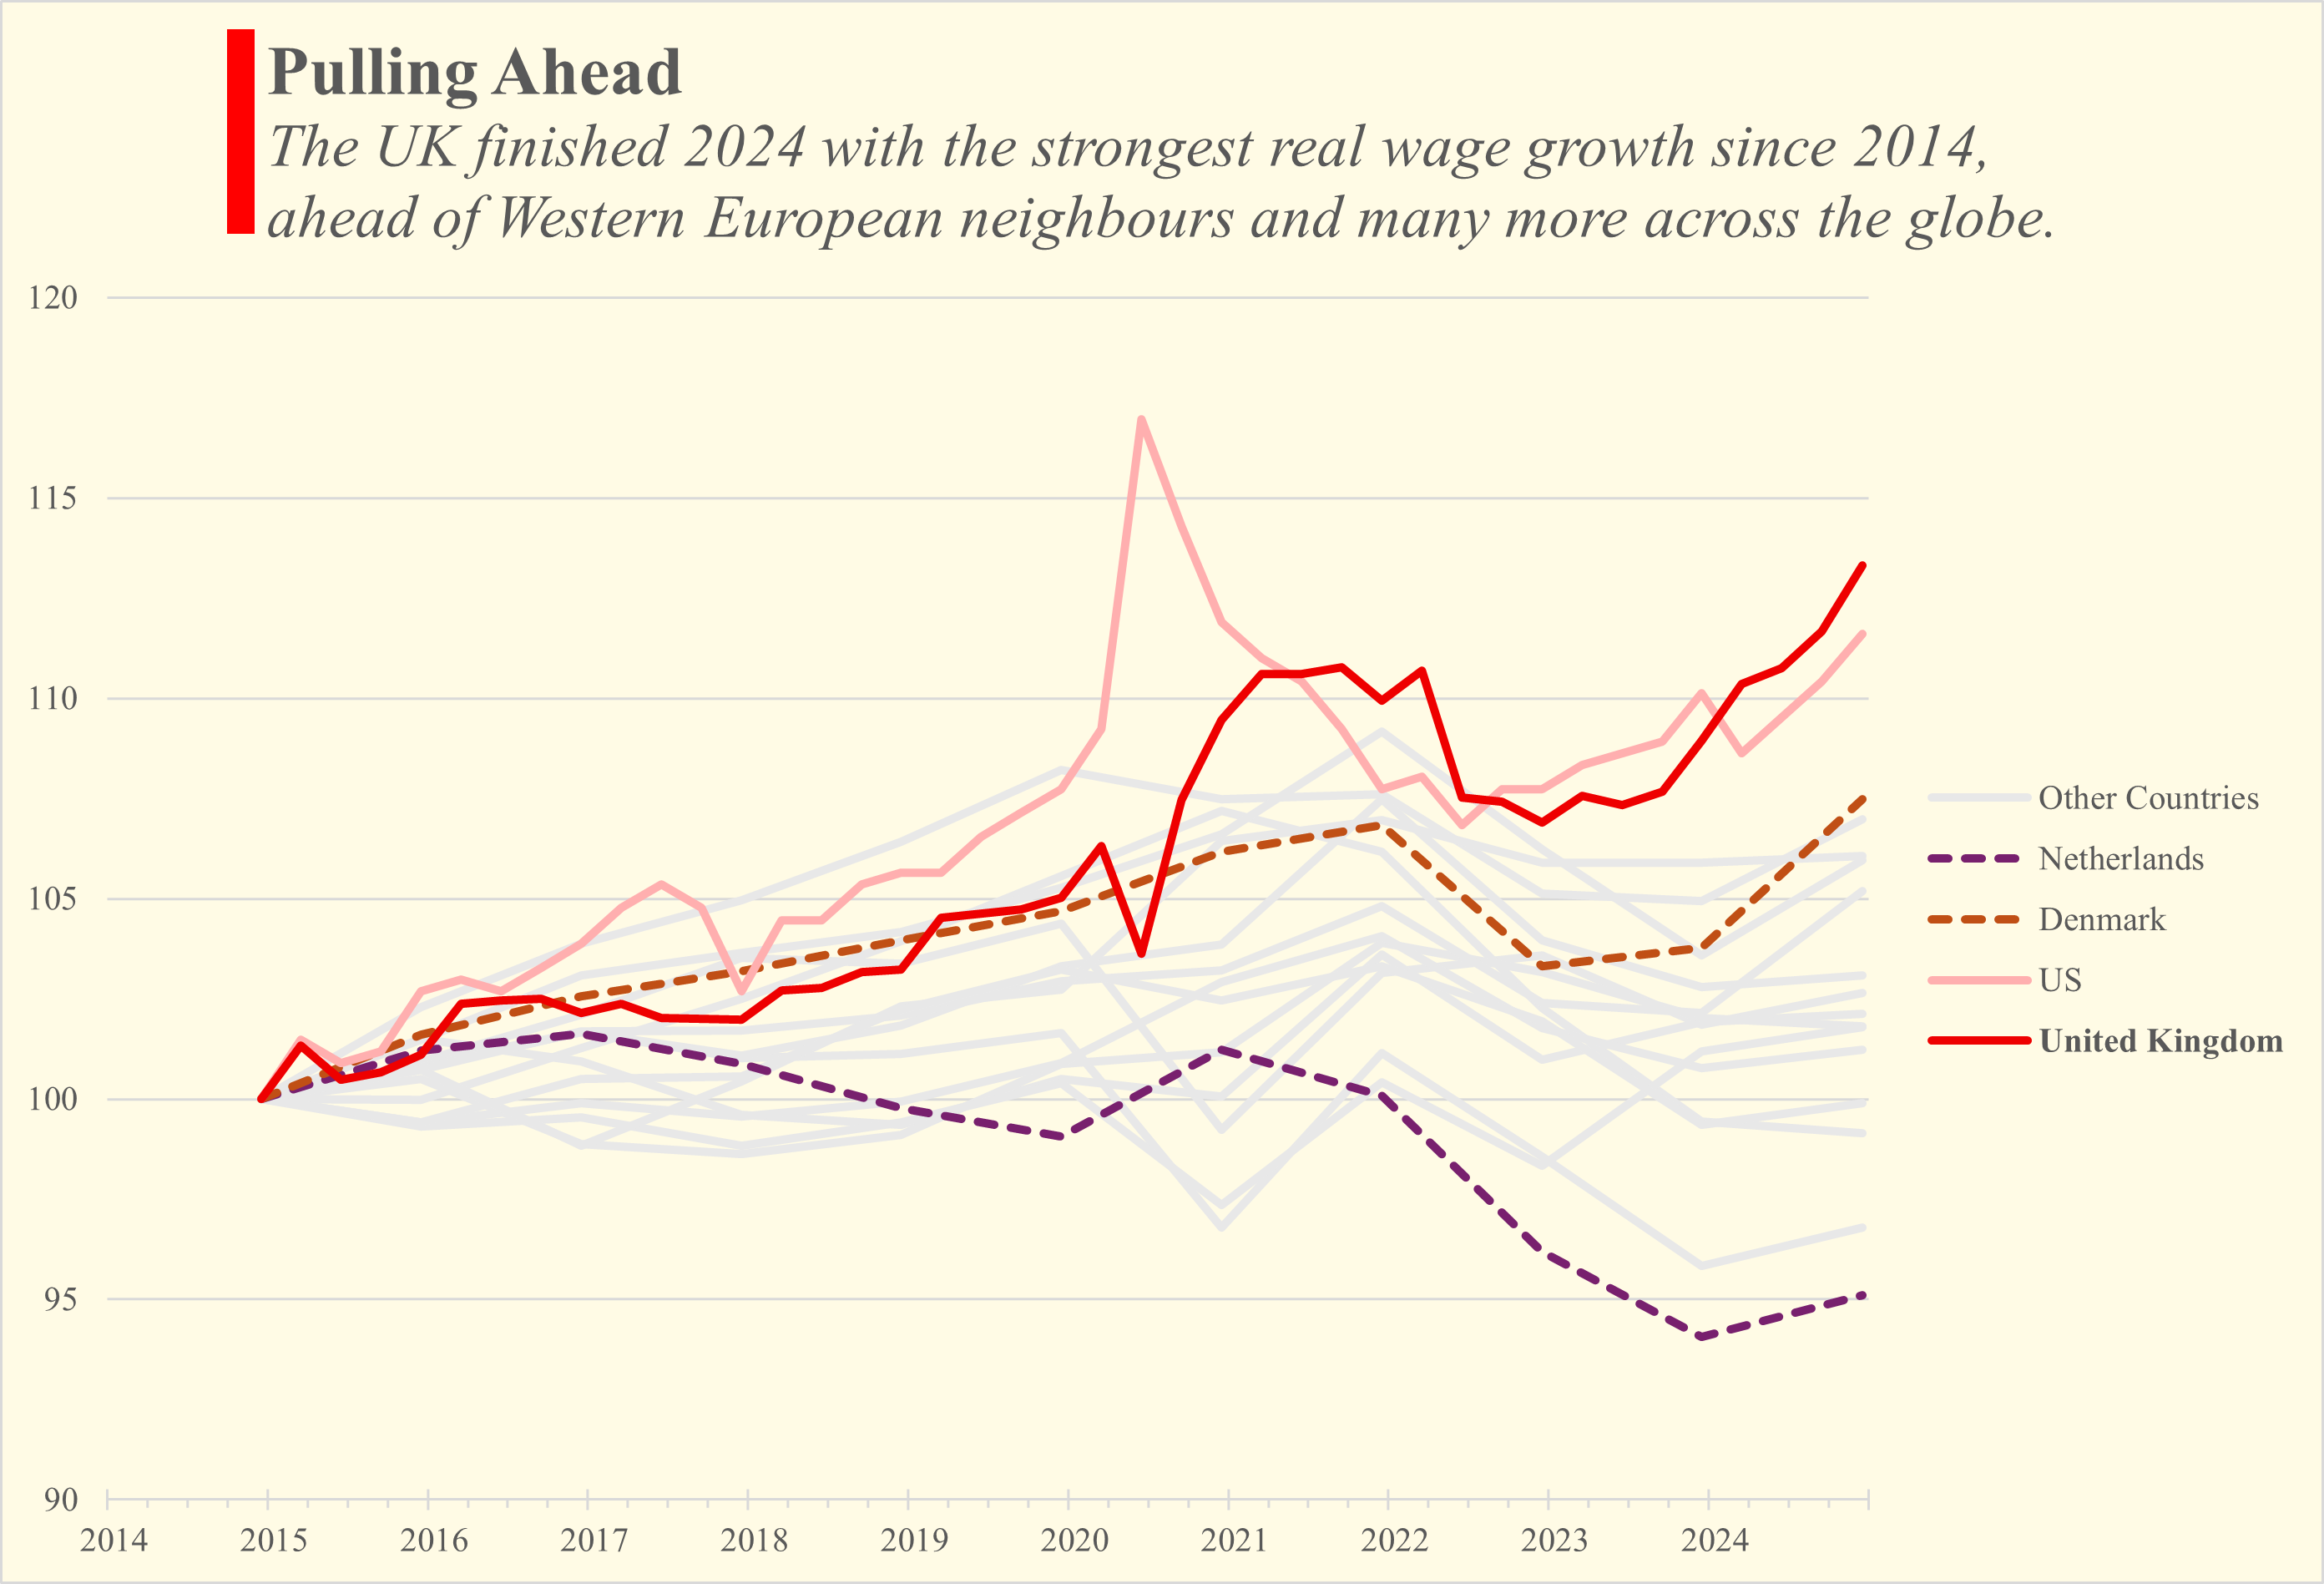 Pulling Ahead
The UK finished 2024 with the strongest real wage growth since 2014,
ahead of Western European neighbours and many more across the globe.
120
115
110
105
100
95
90
2014 2015 2016 2017 2018 2019 2020 2021 2022 2023 2024
Other Countries
Netherlands
Denmark
US
United Kingdom